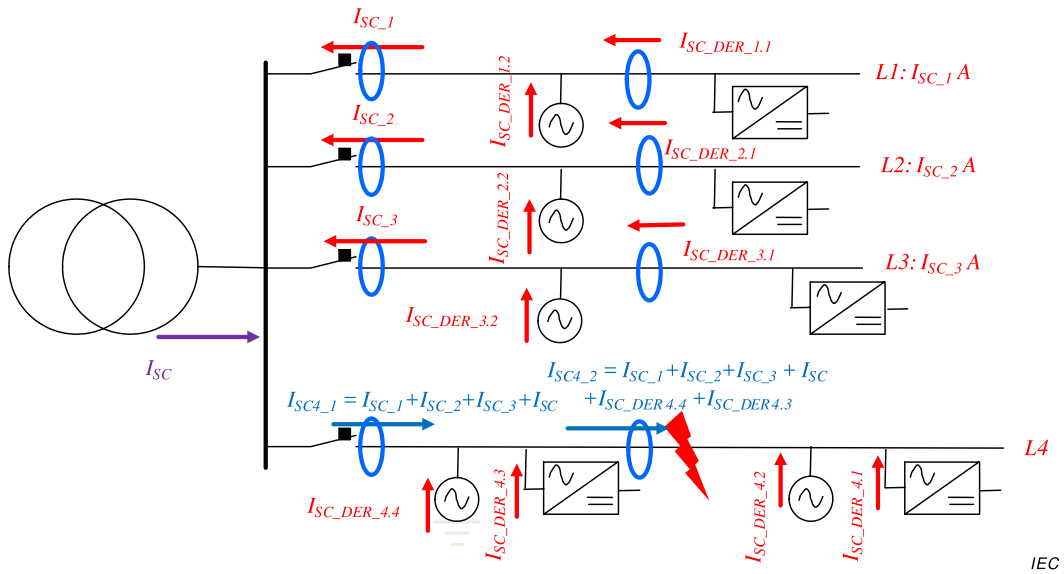 I_SC_1
I_SC_DER_1.1
L1: I_SC_1 A
I_SC_DER_1.2
I_SC_2
I_SC_DER_2.1
L2: I_SC_2 A
I_SC_DER_2.2
I_SC_3
I_SC_DER_3.1
L3: I_SC_3 A
I_SC_DER_3.2
I_SC
I_SC4_1 = I_SC_1+I_SC_2+I_SC_3+I_SC
I_SC4_2 = I_SC_1+I_SC_2+I_SC_3 + I_SC
+I_SC_DER 4.4 +I_SC_DER4.3
L4
I_SC_DER_4.4
I_SC_DER_4.3
I_SC_DER_4.2
I_SC_DER_4.1
IEC